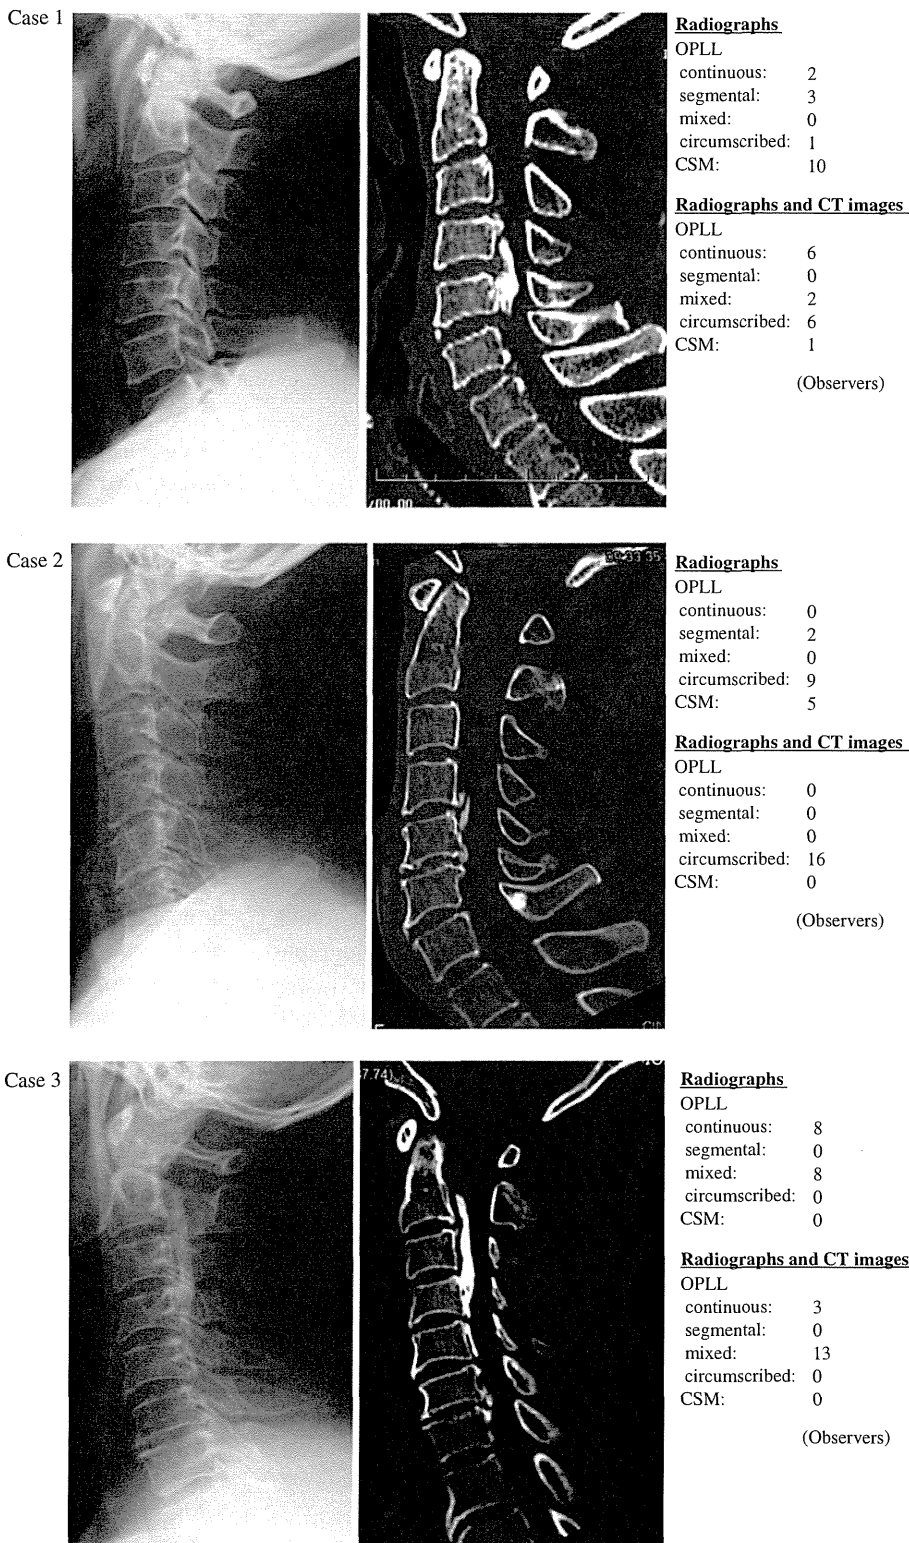 Case 1
Radiographs
OPLL
continuous: 2
segmental: 3
mixed: 0
circumscribed: 1
CSM: 10
Radiographs and CT images
OPLL
continuous: 6
segmental: 0
mixed: 2
circumscribed: 6
CSM: 1
(Observers)
Case 2
Radiographs
OPLL
continuous: 0
segmental: 2
mixed: 0
circumscribed: 9
CSM: 5
Radiographs and CT images
OPLL
continuous: 0
segmental: 0
mixed: 0
circumscribed: 16
CSM: 0
(Observers)
Case 3
7.74)
Radiographs
OPLL
continuous: 8
segmental: 0
mixed: 8
circumscribed: 0
CSM: 0
Radiographs and CT images
OPLL
continuous: 3
segmental: 0
mixed: 13
circumscribed: 0
CSM: 0
(Observers)